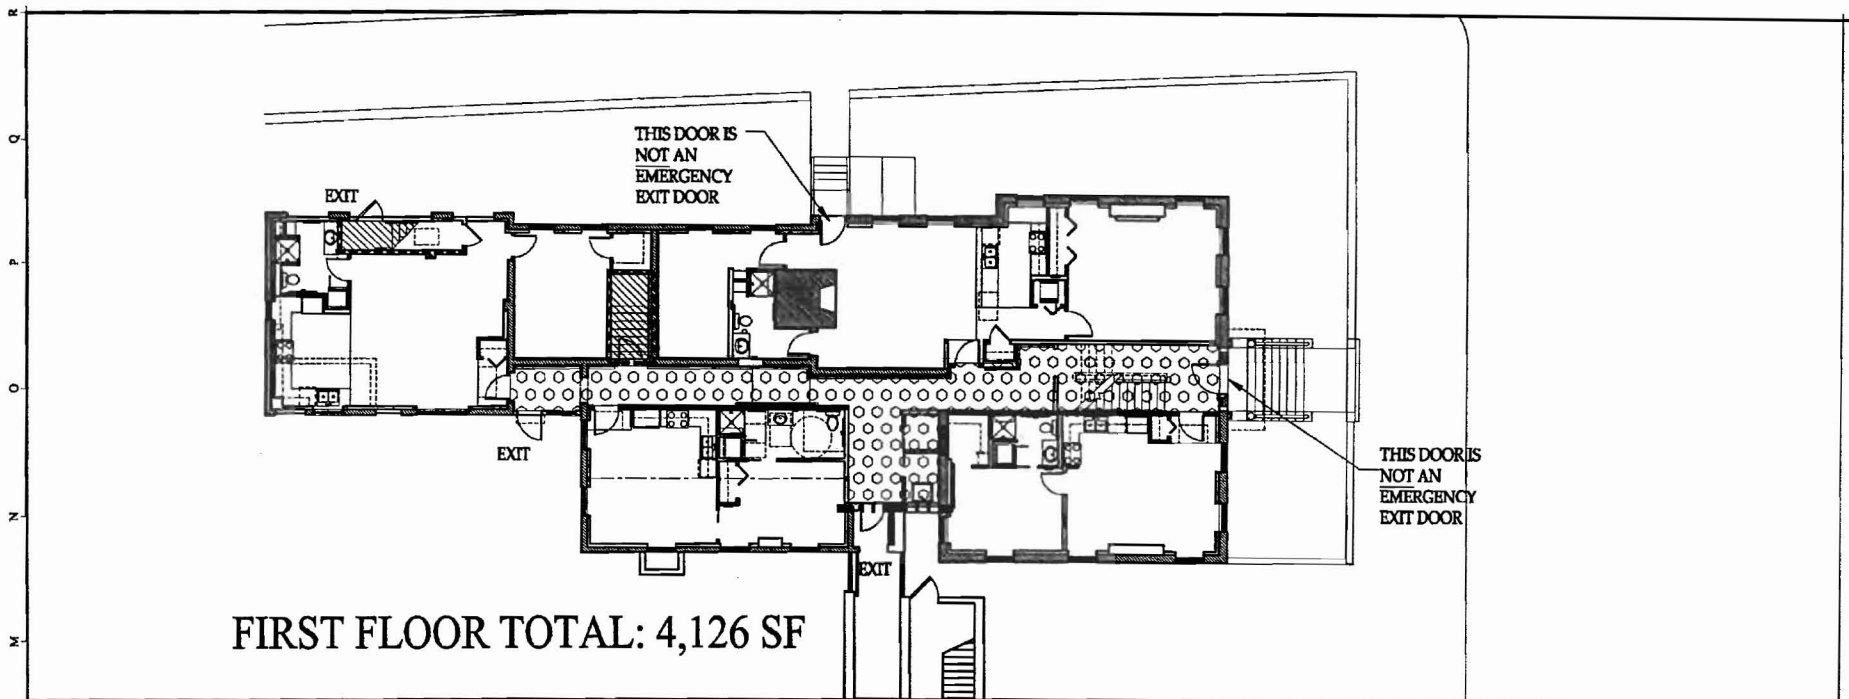 R
Q
P
O
N
M
THIS DOOR IS
NOT AN
EMERGENCY
EXIT DOOR
EXIT
EXIT
THIS DOOR IS
NOT AN
EMERGENCY
EXIT DOOR
EXIT
FIRST FLOOR TOTAL: 4,126 SF